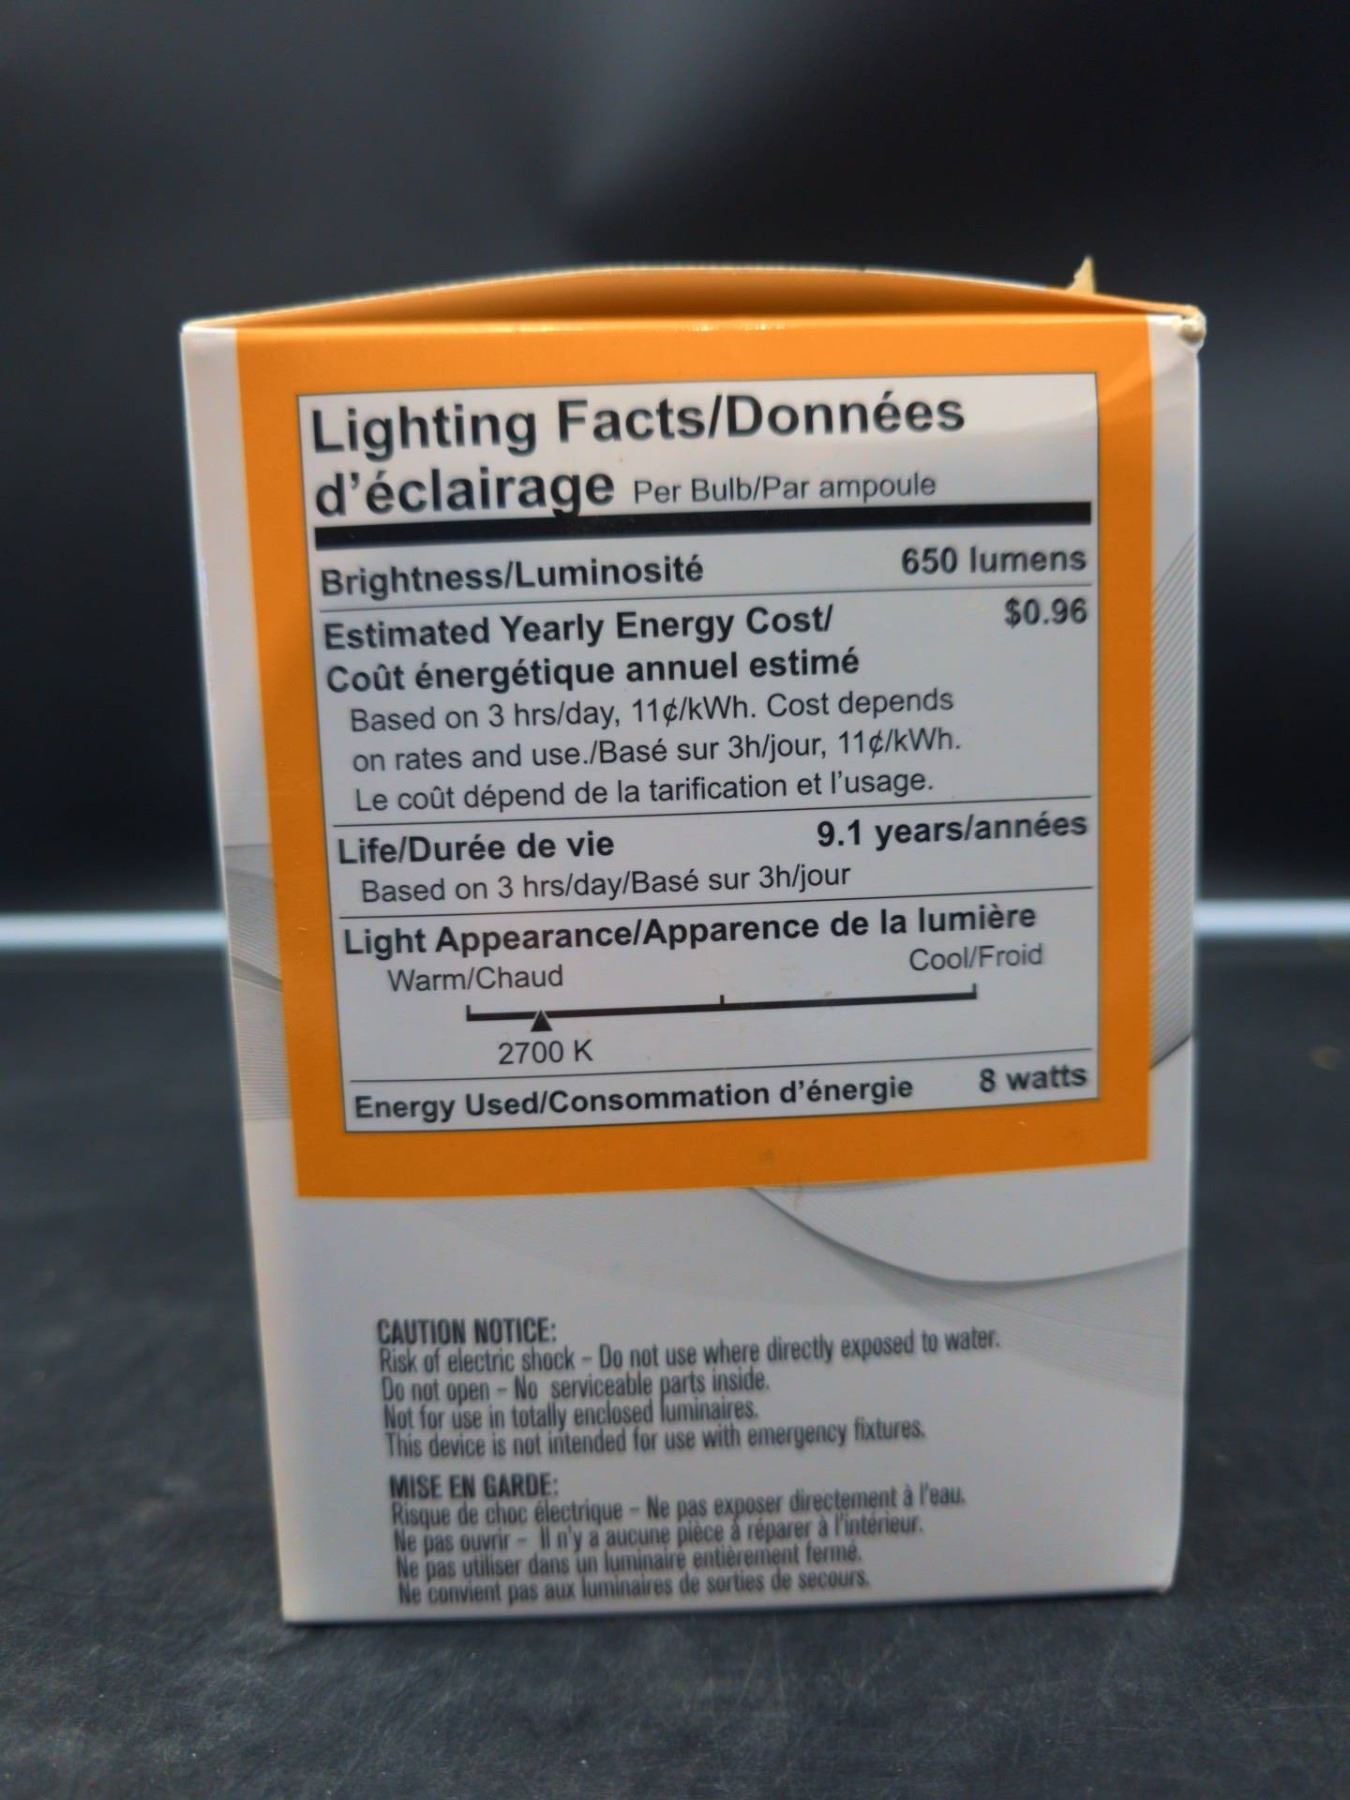 Lighting Facts/Données
d'éclairage Per Bulb/Par ampoule
Brightness/Luminosité 650 lumens
Estimated Yearly Energy Cost/ $0.96
Coût énergétique annuel estimé
Based on 3 hrs/day, 11¢/kWh. Cost depends
on rates and use./Basé sur 3h/jour, 11¢/kWh.
Le coût dépend de la tarification et l'usage.
Life/Durée de vie 9.1 years/années
Based on 3 hrs/day/Basé sur 3h/jour
Light Appearance/Apparence de la lumière
Warm/Chaud Cool/Froid
2700 K
Energy Used/Consommation d'énergie 8 watts
CAUTION NOTICE:
Risk of electric shock - Do not use where directly exposed to water.
Do not open - No serviceable parts inside.
Not for use in totally enclosed luminaires.
This device is not intended for use with emergency fixtures.
MISE EN GARDE:
Risque de choc électrique - Ne pas exposer directement à l'eau.
Ne pas ouvrir - Il n'y a aucune pièce à réparer à l'intérieur.
Ne pas utiliser dans un luminaire entièrement fermé.
Ne convient pas aux luminaires de sorties de secours.